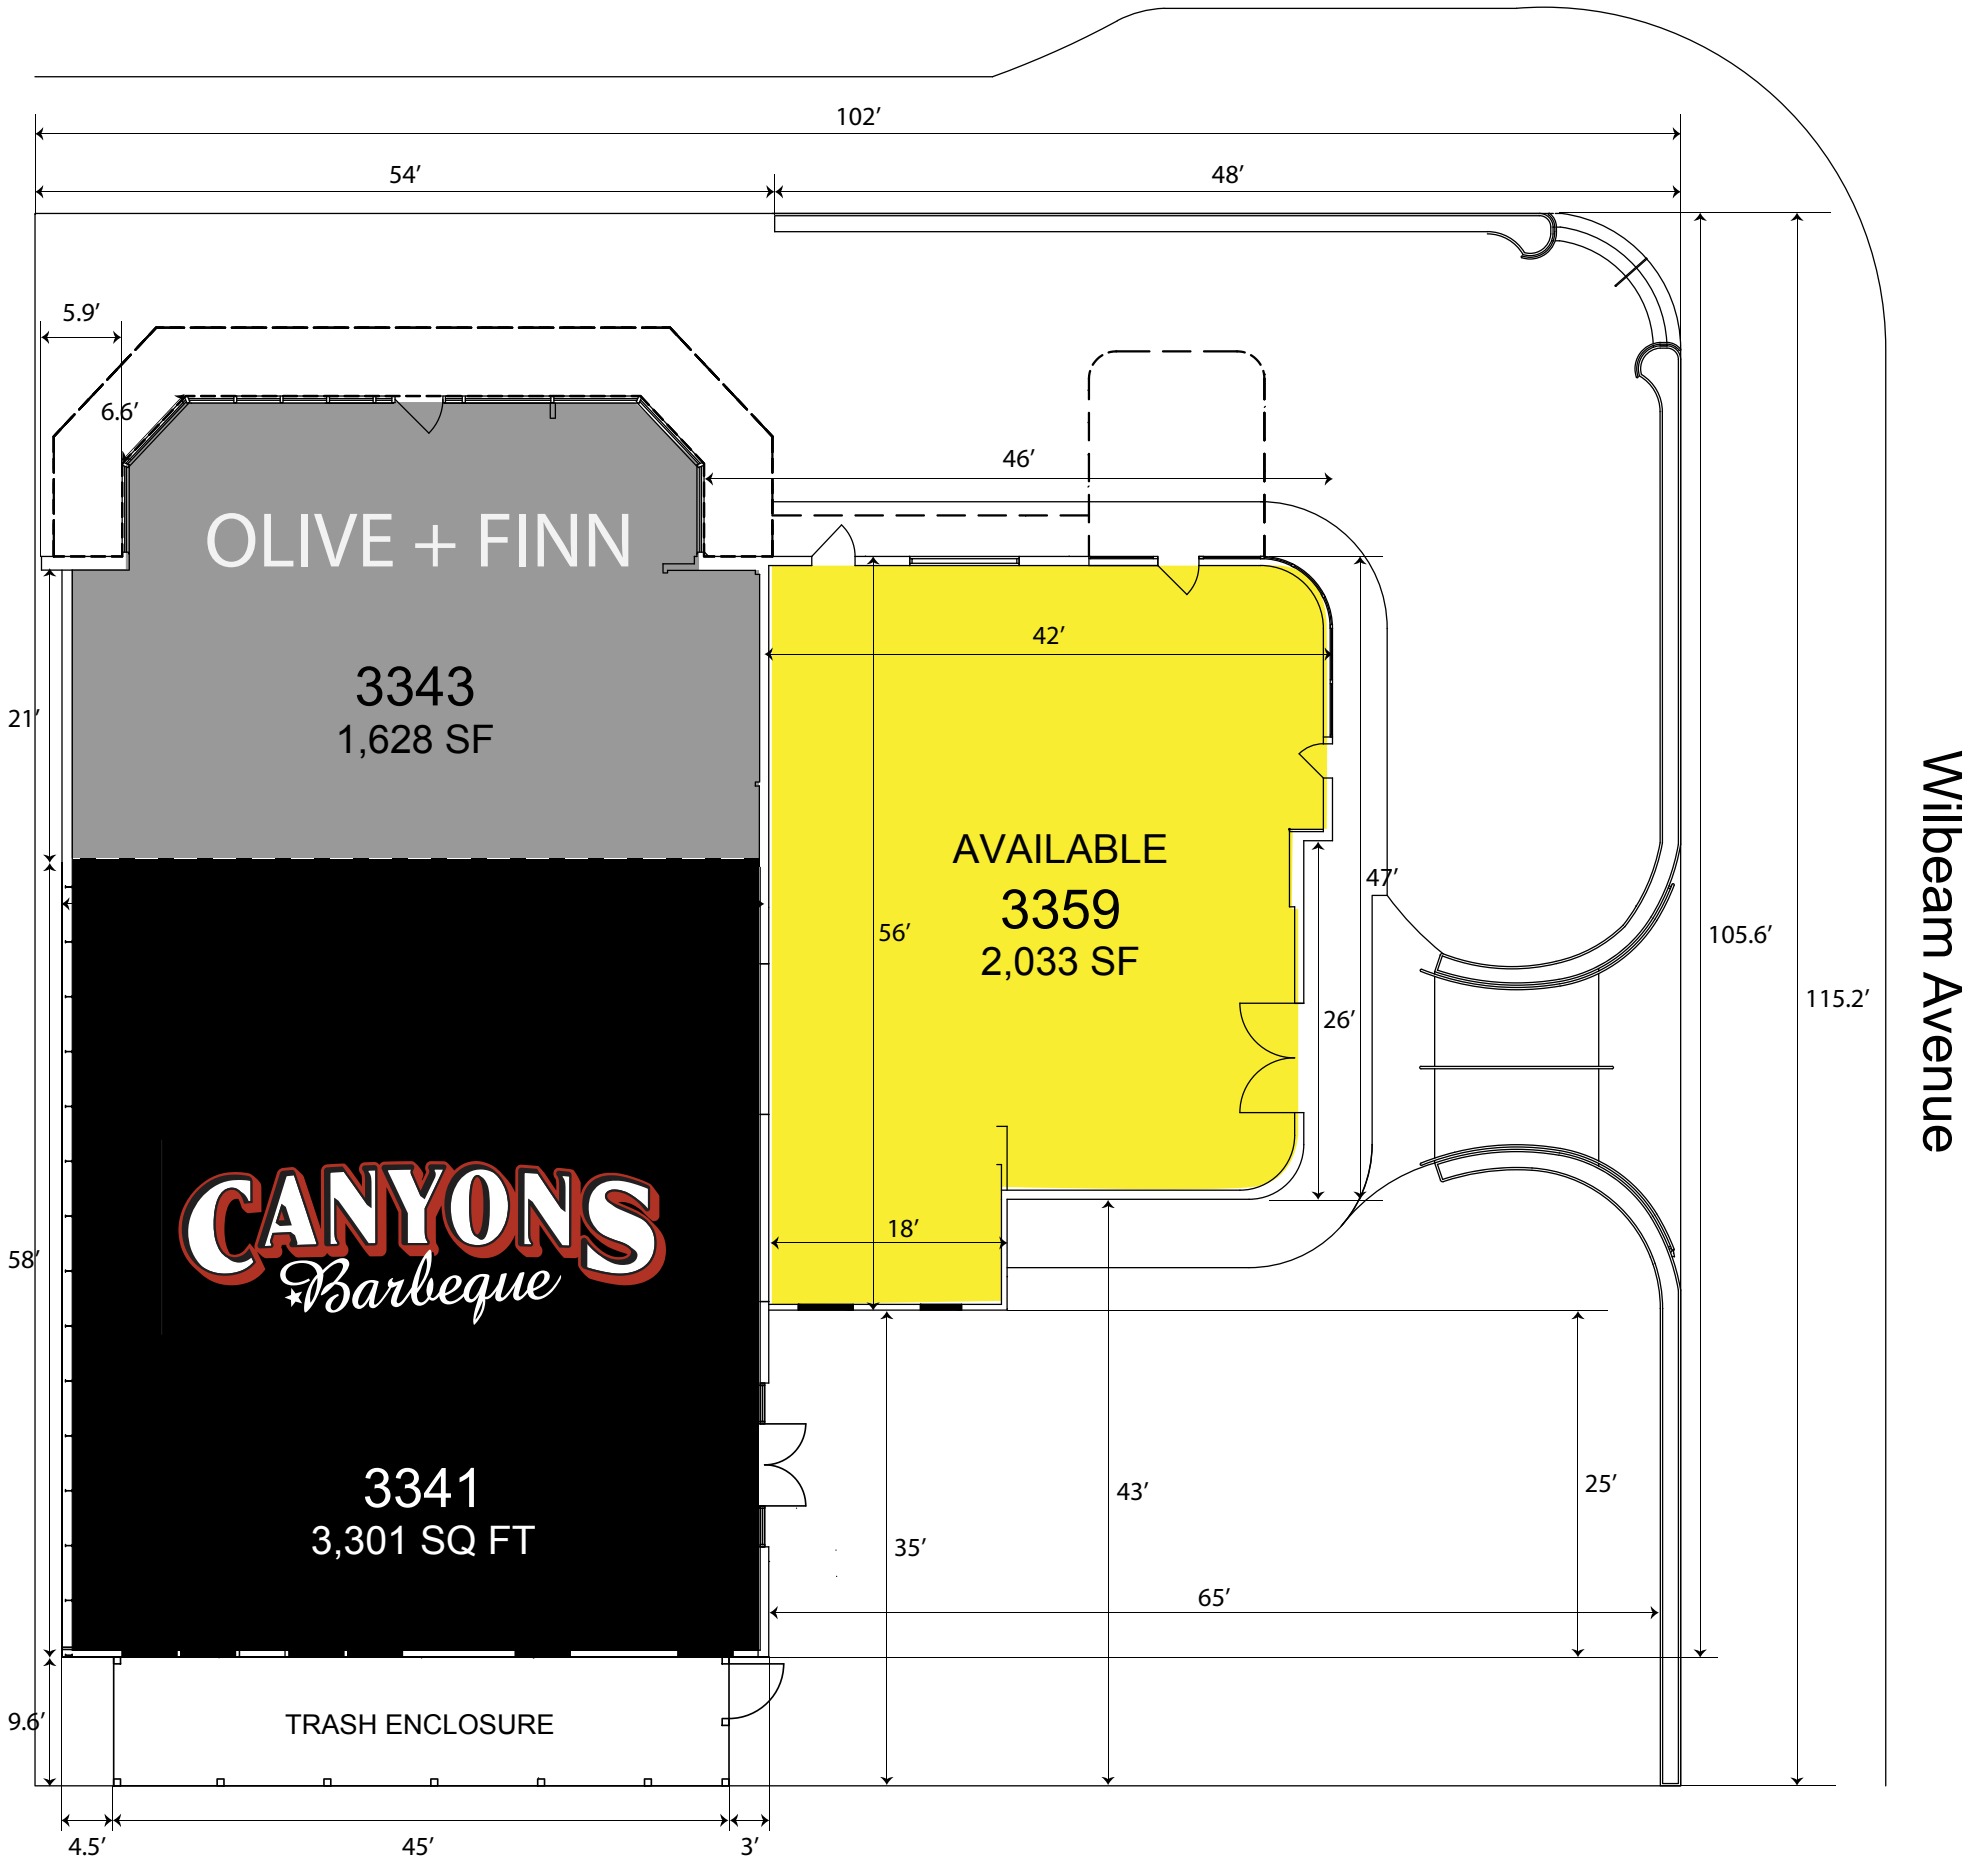 102′
54′
48′
5.9′
6.6′
46′
OLIVE + FINN
42′
3343
1,628 SF
21′
AVAILABLE
3359
2,033 SF
47′
56′
26′
105.6′
115.2′
Wilbeam Avenue
CANYONS
Barbeque
18′
58′
3341
3,301 SQ FT
35′
43′
25′
65′
9.6′
TRASH ENCLOSURE
4.5′
45′
3′